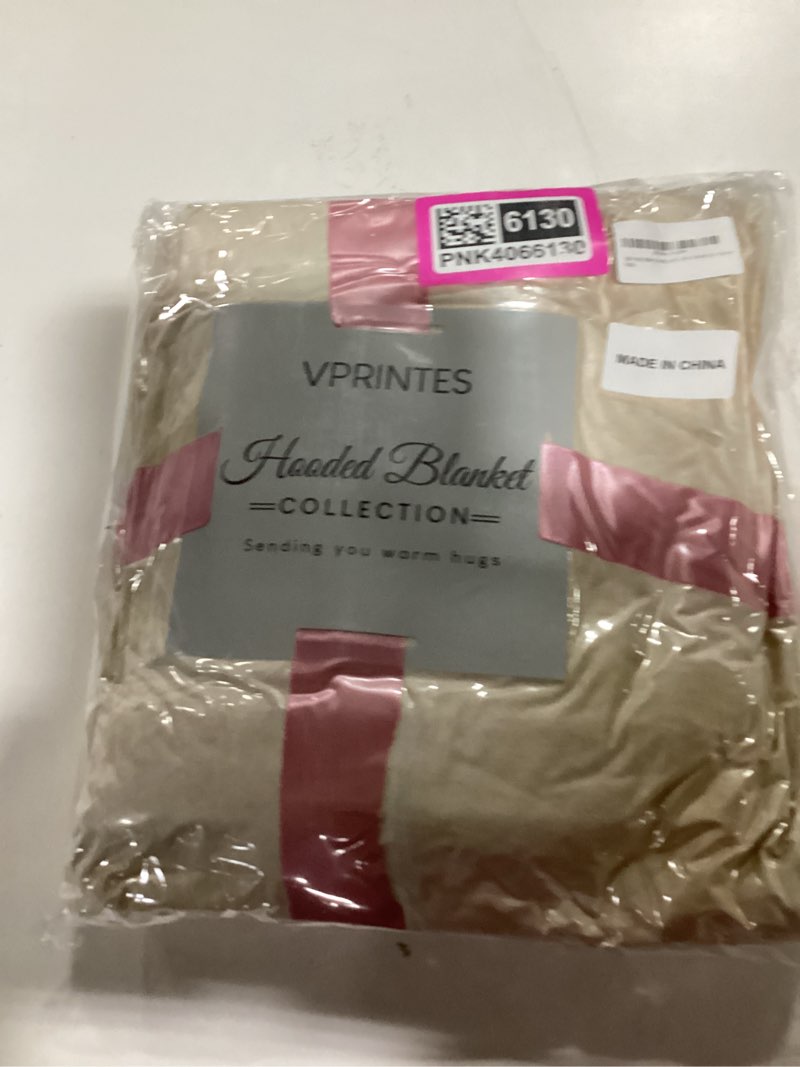 6130
PNK4066130
MADE IN CHINA
VPRINTES
Hooded Blanket
COLLECTION
Sending you warm hugs